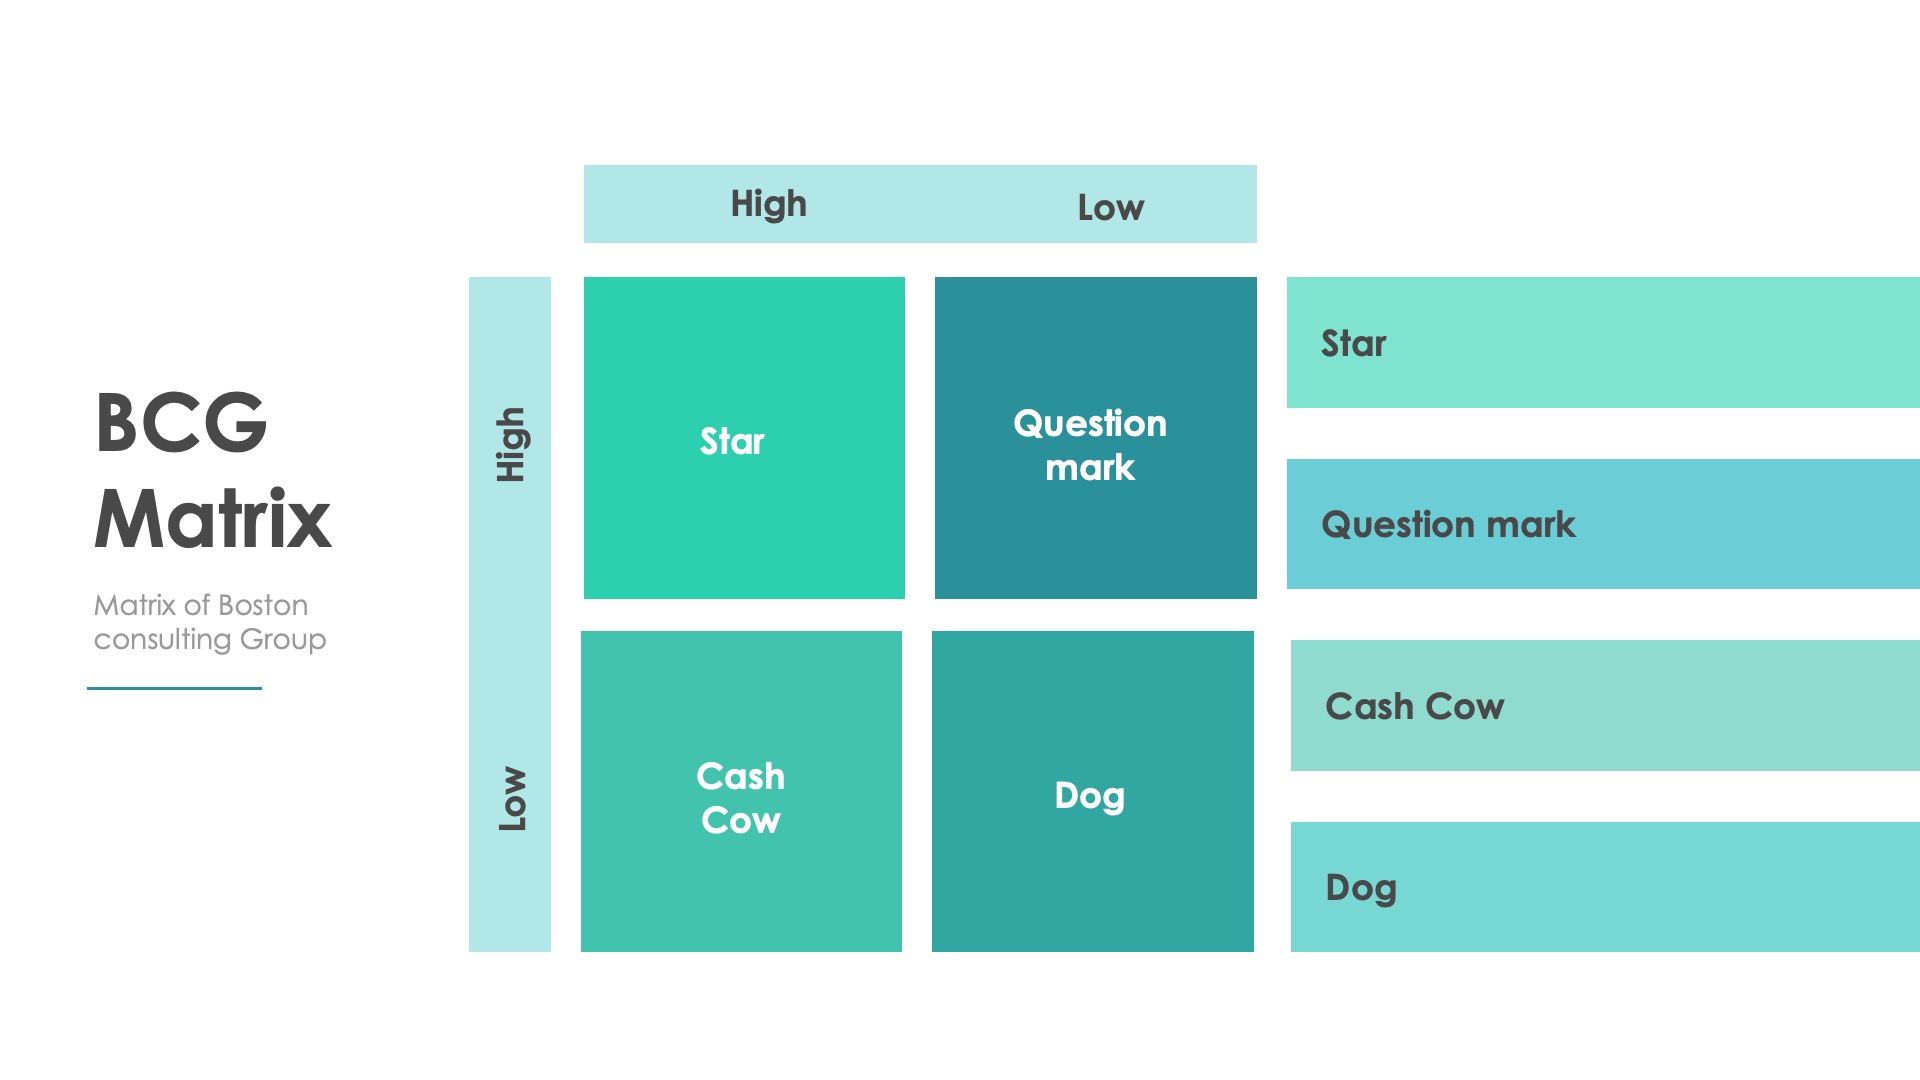 BCG
Matrix
Matrix of Boston
consulting Group
High
Low
High
Low
Star
Question
mark
Cash
Cow
Dog
Star
Question mark
Cash Cow
Dog